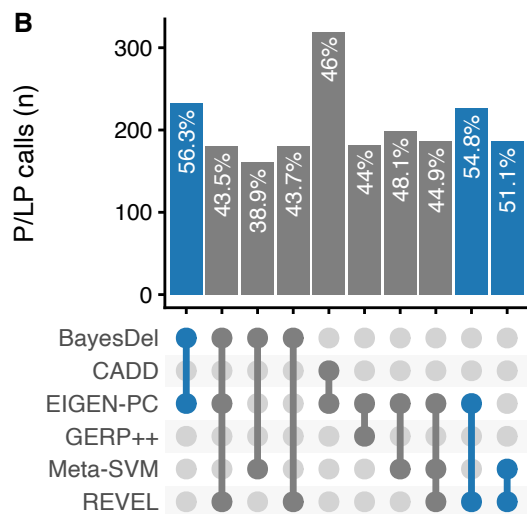 B
P/LP calls (n)
300
200
100
0
56.3%
43.5%
38.9%
43.7%
46%
44%
48.1%
44.9%
54.8%
51.1%
BayesDel
CADD
EIGEN-PC
GERP++
Meta-SVM
REVEL